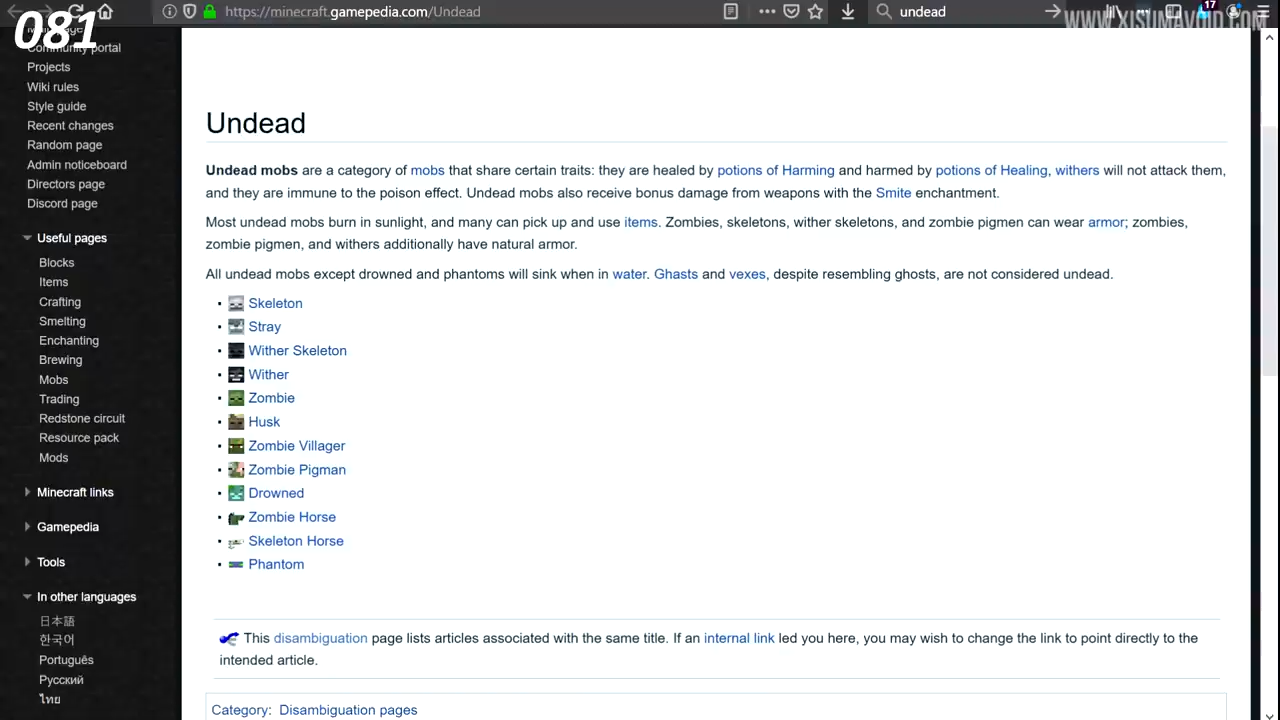 https://minecraft.gamepedia.com/Undead
undead
17
www.xisumavoid.com
081
Community portal
Projects
Wiki rules
Style guide
Recent changes
Random page
Admin noticeboard
Directors page
Discord page
Useful pages
Blocks
Items
Crafting
Smelting
Enchanting
Brewing
Mobs
Trading
Redstone circuit
Resource pack
Mods
Minecraft links
Gamepedia
Tools
In other languages
日本語
한국어
Português
Русский
ไทย
Undead
Undead mobs are a category of mobs that share certain traits: they are healed by potions of Harming and harmed by potions of Healing, withers will not attack them,
and they are immune to the poison effect. Undead mobs also receive bonus damage from weapons with the Smite enchantment.
Most undead mobs burn in sunlight, and many can pick up and use items. Zombies, skeletons, wither skeletons, and zombie pigmen can wear armor; zombies,
zombie pigmen, and withers additionally have natural armor.
All undead mobs except drowned and phantoms will sink when in water. Ghasts and vexes, despite resembling ghosts, are not considered undead.
• Skeleton
• Stray
• Wither Skeleton
• Wither
• Zombie
• Husk
• Zombie Villager
• Zombie Pigman
• Drowned
• Zombie Horse
• Skeleton Horse
• Phantom
This disambiguation page lists articles associated with the same title. If an internal link led you here, you may wish to change the link to point directly to the
intended article.
Category: Disambiguation pages